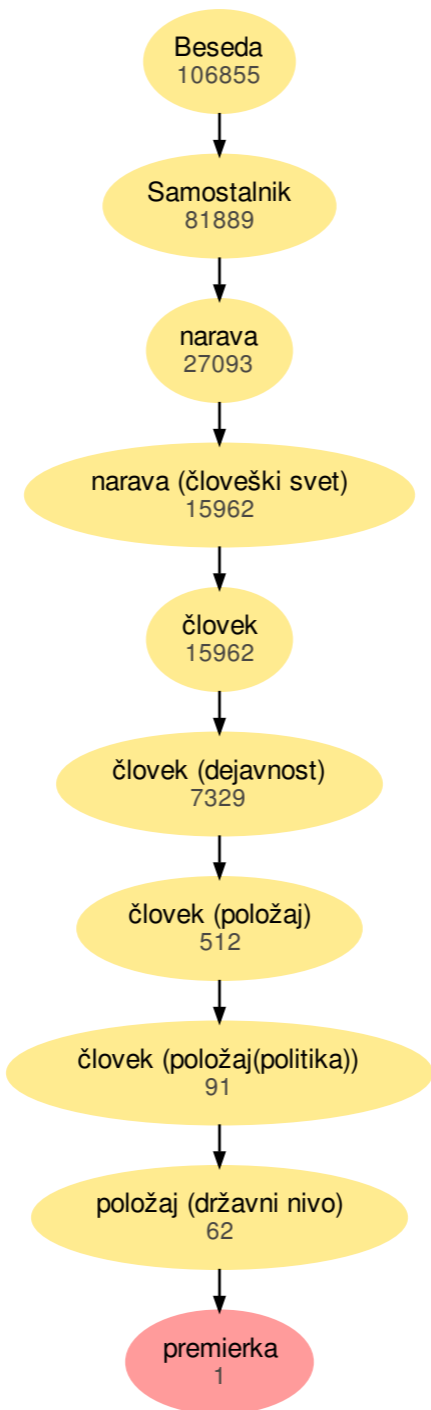 Beseda
106855
Samostalnik
81889
narava
27093
narava (človeški svet)
15962
človek
15962
človek (dejavnost)
7329
človek (položaj)
512
človek (položaj(politika))
91
položaj (državni nivo)
62
premierka
1